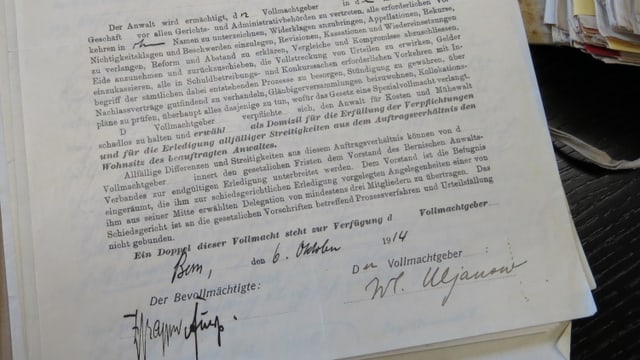 Der Anwalt wird ermächtigt, d er Vollmachtgeber in d
Geschäft vor allen Gerichts- und Administrativbehörden zu vertreten, alle erforderlichen Vor-
kehren in Namen zu unterzeichnen, Widerklagen anzubringen, Appellationen, Rekurse,
Nichtigkeitsklagen und Beschwerden einzulegen, Revisionen, Kassationen und Wiedereinsetzungen
zu verlangen, Reform und Abstand zu erklären, Vergleiche und Kompromisse abzuschliessen,
Eide anzunehmen und zurückzuschieben, die Vollstreckung von Urteilen zu erwirken, Gelder
einzukassieren, alle in Schuldbetreibungs- und Konkurssachen erforderlichen Vorkehren mit In-
begriff der sämtlichen dabei entstehenden Prozesse zu besorgen, Stundung zu gewähren, über
Nachlassverträge gutfindend zu verhandeln, Gläubigerversammlungen beizuwohnen, Kollokations-
pläne zu prüfen, überhaupt alles dasjenige zu tun, wofür das Gesetz eine Spezialvollmacht verlangt.
D Vollmachtgeber verpflichte sich, den Anwalt für Kosten und Mühewalt
schadlos zu halten und erwähl als Domizil für die Erfüllung der Verpflichtungen
und für die Erledigung allfälliger Streitigkeiten aus dem Auftragsverhältnis den
Wohnsitz des beauftragten Anwaltes.
Allfällige Differenzen und Streitigkeiten aus diesem Auftragsverhältnis können von d
Vollmachtgeber innert den gesetzlichen Fristen dem Vorstand des Bernischen Anwalts-
Verbandes zur endgültigen Erledigung unterbreitet werden. Dem Vorstand ist die Befugnis
eingeräumt, die ihm zur schiedsrichterlichen Erledigung vorgelegten Angelegenheiten einer von
ihm aus seiner Mitte erwählten Delegation von mindestens drei Mitgliedern zu übertragen. Das
Schiedsgericht ist an die gesetzlichen Vorschriften betreffend Prozessverfahren und Urteilsfällung
nicht gebunden.
Ein Doppel dieser Vollmacht steht zur Verfügung d Vollmachtgeber
Bern, den 6. Oktober 1914
Der Bevollmächtigte: D er Vollmachtgeber
Wl. Uljanow